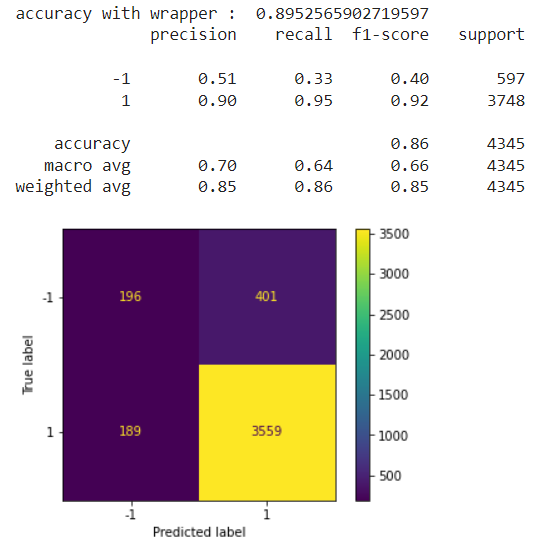 accuracy with wrapper :  0.8952565902719597
precision recall f1-score support
-1 0.51 0.33 0.40 597
1 0.90 0.95 0.92 3748
accuracy 0.86 4345
macro avg 0.70 0.64 0.66 4345
weighted avg 0.85 0.86 0.85 4345
3500
3000
-1 196 401
2500
2000
True label
1500
1 189 3559
1000
500
-1 1
Predicted label